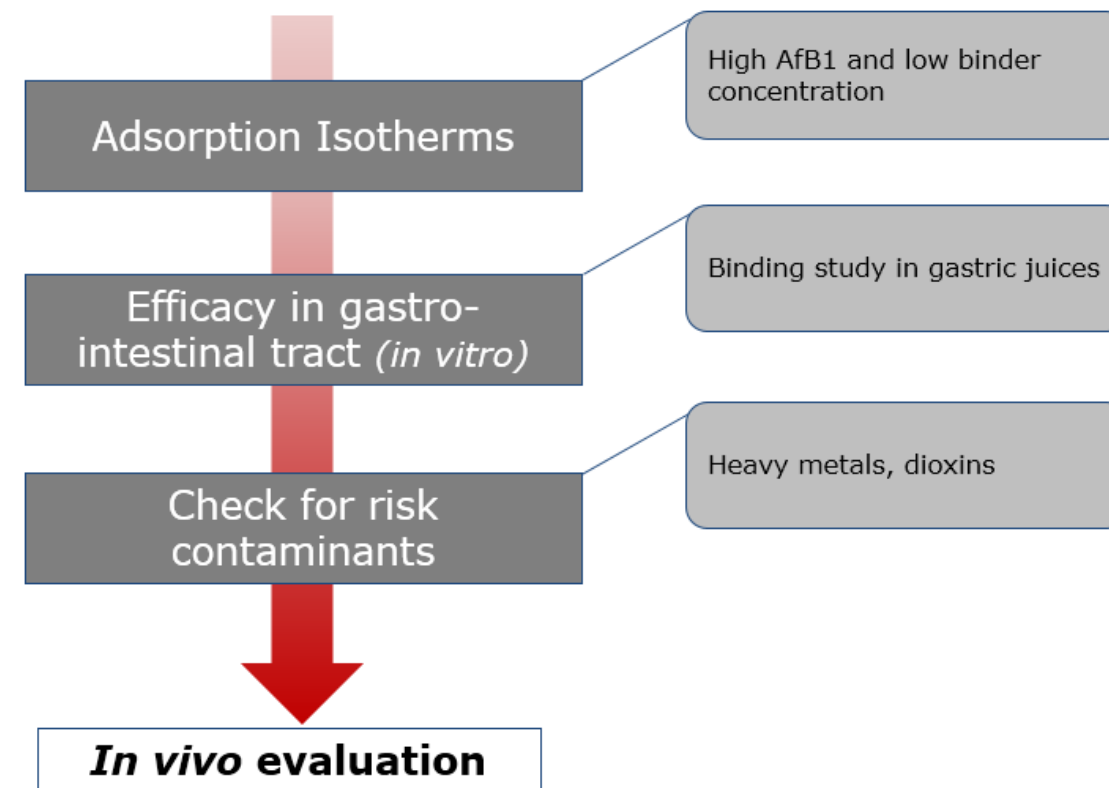 High AfB1 and low binder
concentration
Adsorption Isotherms
Binding study in gastric juices
Efficacy in gastro-
intestinal tract (in vitro)
Heavy metals, dioxins
Check for risk
contaminants
In vivo evaluation